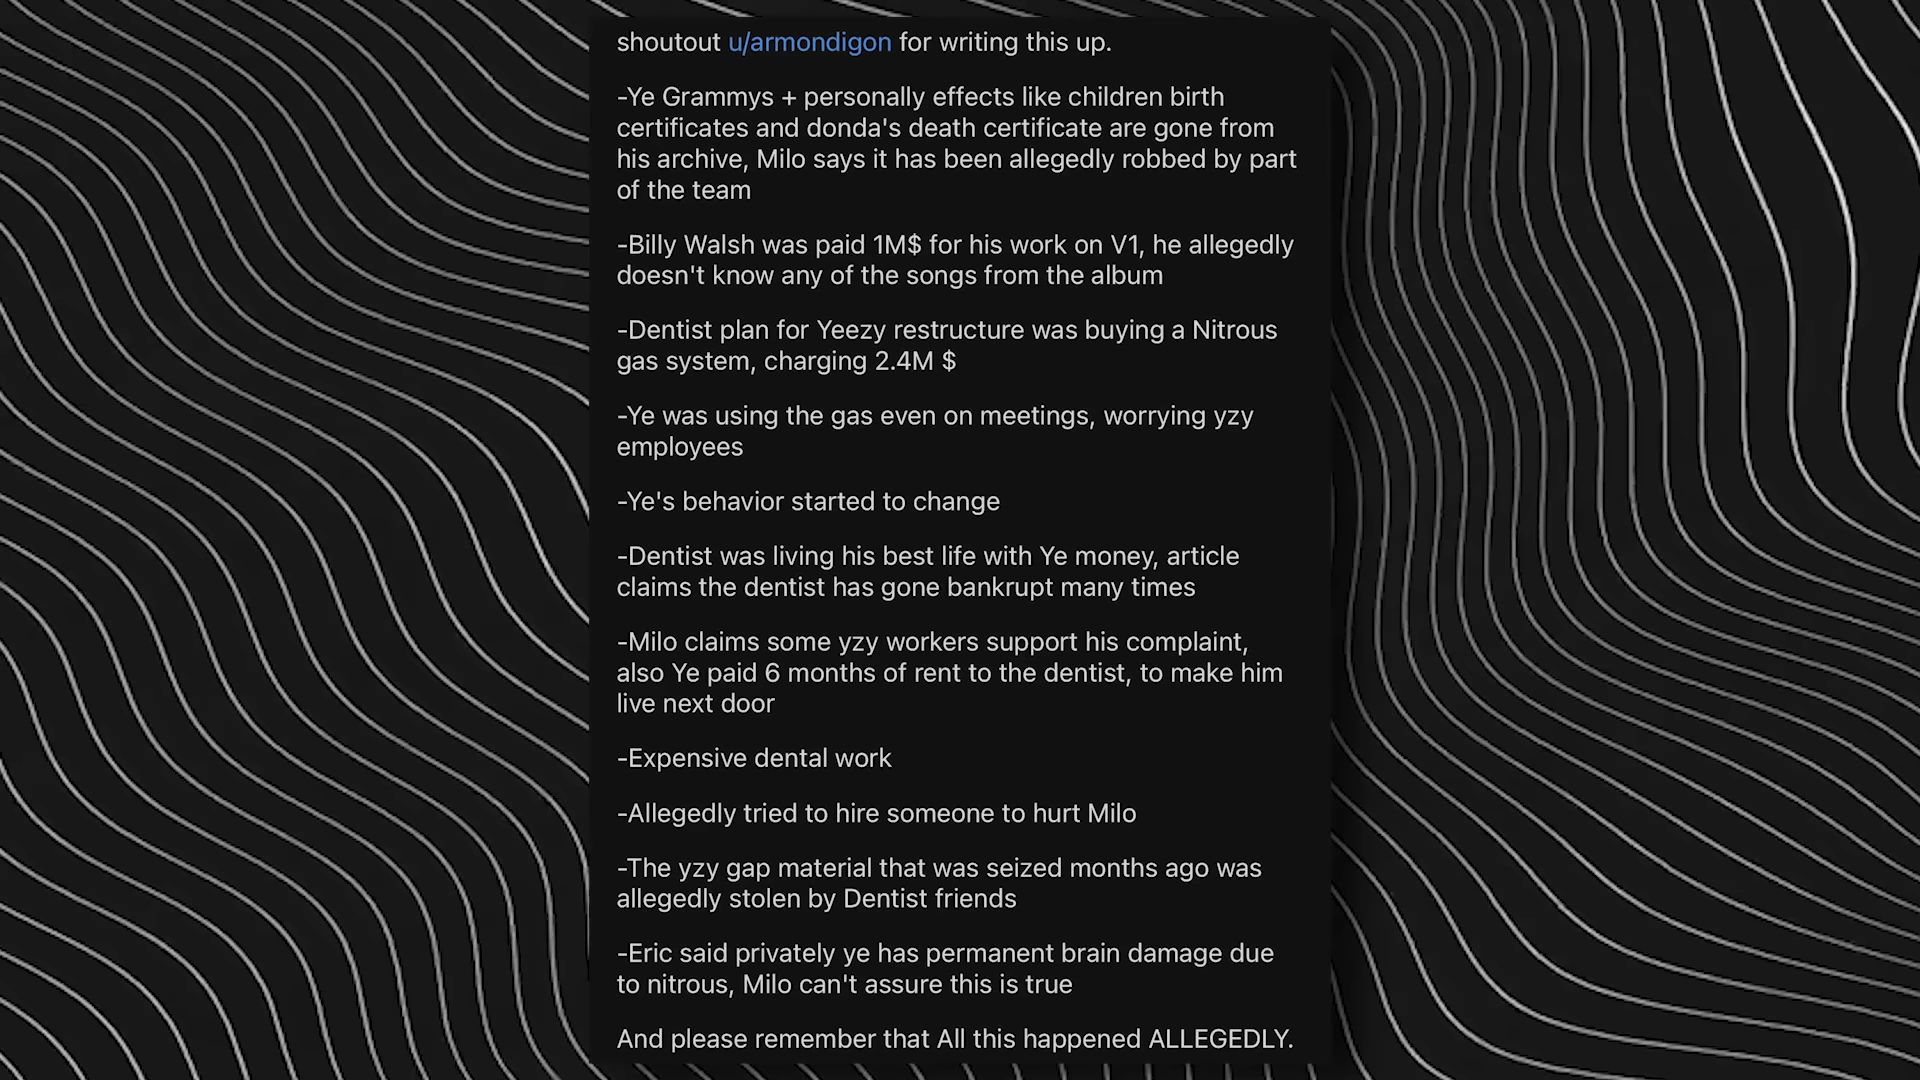 shoutout u/armondigon for writing this up.
-Ye Grammys + personally effects like children birth
certificates and donda's death certificate are gone from
his archive, Milo says it has been allegedly robbed by part
of the team
-Billy Walsh was paid 1M$ for his work on V1, he allegedly
doesn't know any of the songs from the album
-Dentist plan for Yeezy restructure was buying a Nitrous
gas system, charging 2.4M $
-Ye was using the gas even on meetings, worrying yzy
employees
-Ye's behavior started to change
-Dentist was living his best life with Ye money, article
claims the dentist has gone bankrupt many times
-Milo claims some yzy workers support his complaint,
also Ye paid 6 months of rent to the dentist, to make him
live next door
-Expensive dental work
-Allegedly tried to hire someone to hurt Milo
-The yzy gap material that was seized months ago was
allegedly stolen by Dentist friends
-Eric said privately ye has permanent brain damage due
to nitrous, Milo can't assure this is true
And please remember that All this happened ALLEGEDLY.